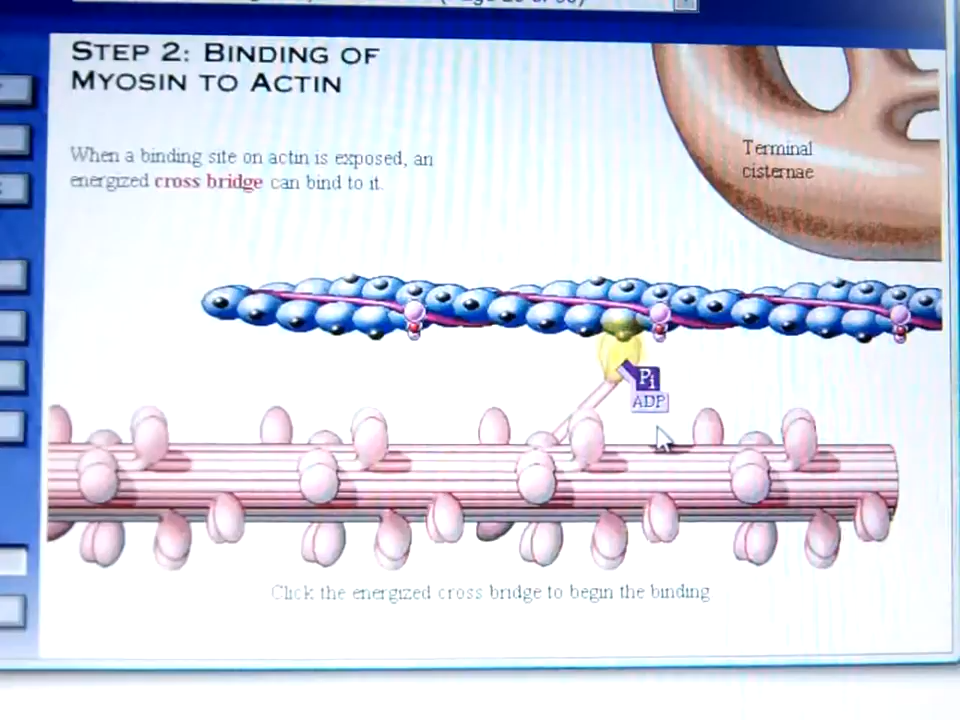 STEP 2: BINDING OF
MYOSIN TO ACTIN
When a binding site on actin is exposed, an
energized cross bridge can bind to it.
Terminal
cisternae
Pi
ADP
Click the energized cross bridge to begin the binding